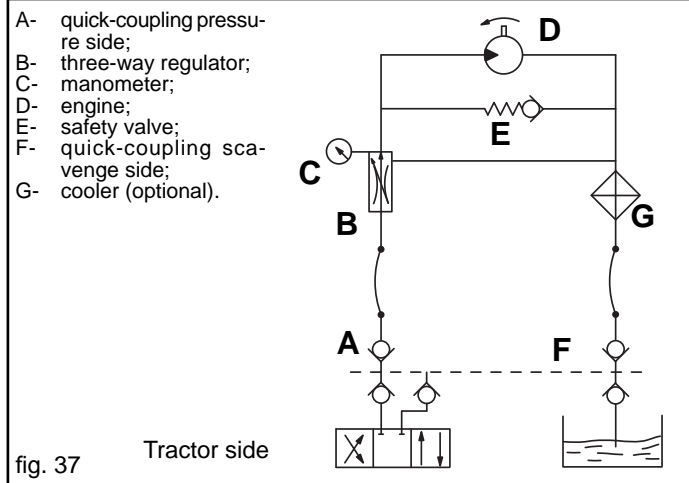 A- quick-coupling pressu-
re side;
B- three-way regulator;
C- manometer;
D- engine;
E- safety valve;
F- quick-coupling sca-
venge side;
G- cooler (optional).
D
E
C
B
G
A
F
Tractor side
fig. 37